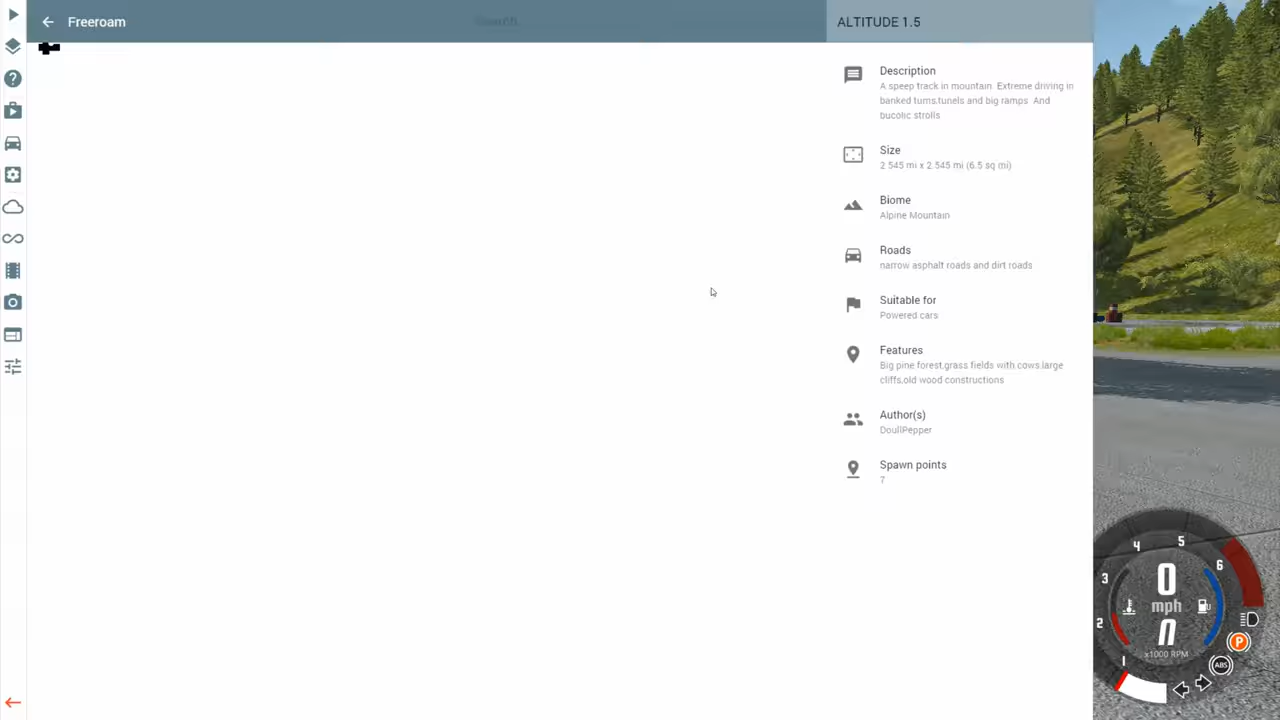 Freeroam
Search...
ALTITUDE 1.5
Description
A speep track in mountain. Extreme driving in
banked turns,tunels and big ramps. And
bucolic strolls
Size
2.545 mi x 2.545 mi (6.5 sq mi)
Biome
Alpine Mountain
Roads
narrow asphalt roads and dirt roads
Suitable for
Powered cars
Features
Big pine forest,grass fields with cows,large
cliffs,old wood constructions
Author(s)
DoullPepper
Spawn points
7
1
2
3
4
5
6
0
mph
n
x1000 RPM
P
ABS